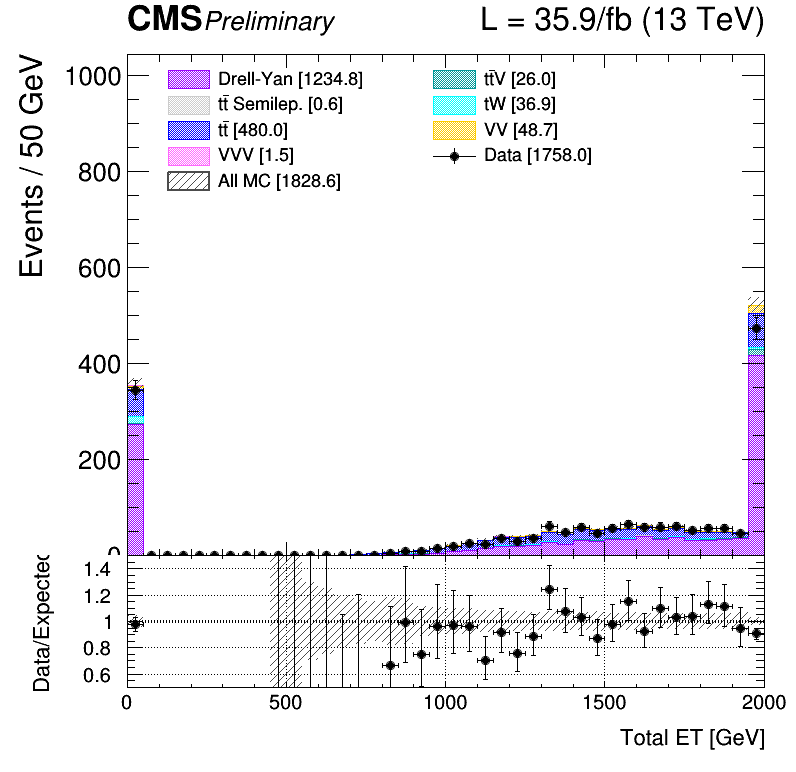 CMS Preliminary L = 35.9/fb (13 TeV)
Events / 50 GeV
1000
800
600
400
200
0
Drell-Yan [1234.8]
tt̄ Semilep. [0.6]
tt̄ [480.0]
VVV [1.5]
All MC [1828.6]
tt̄V [26.0]
tW [36.9]
VV [48.7]
Data [1758.0]
Data/Expected
1.4
1.2
1
0.8
0.6
0 500 1000 1500 2000
Total ET [GeV]